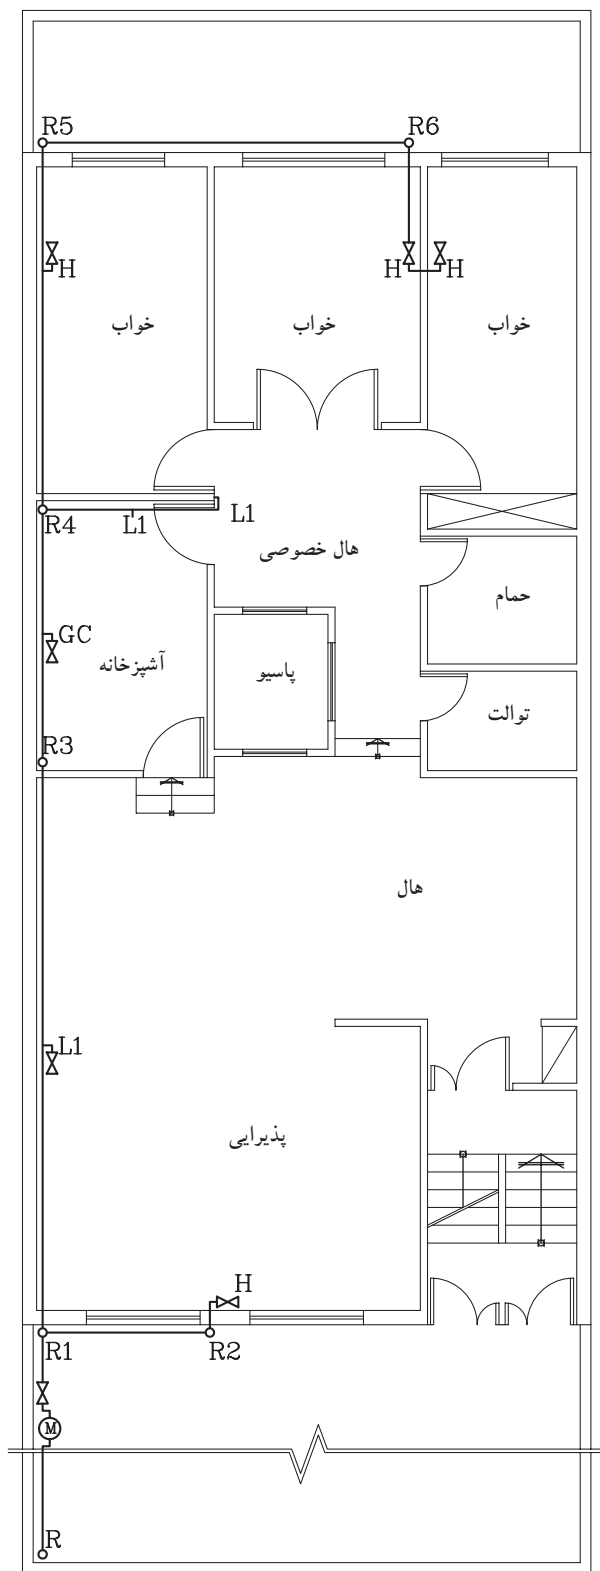 R5 R6
H H H
خواب خواب خواب
R4 L1 L1
هال خصوصی
حمام
GC
آشپزخانه پاسیو
توالت
R3
هال
L1
پذیرایی
H
R1 R2
M
R